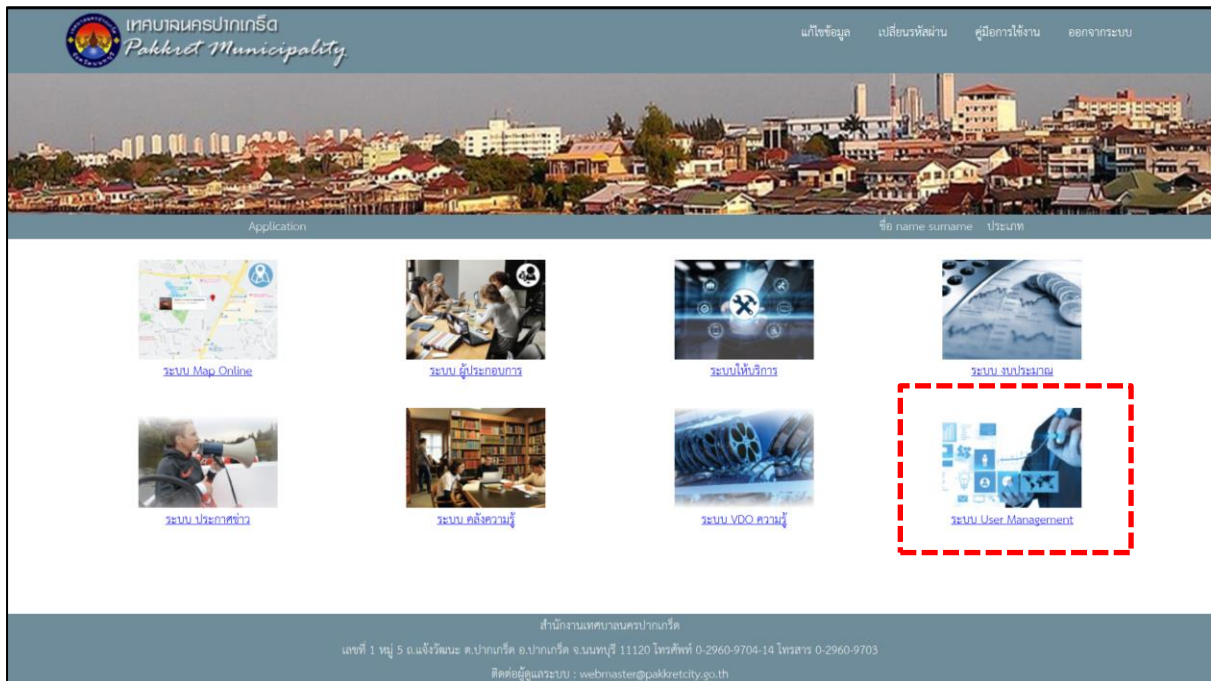 เทศบาลนครปากเกร็ด
Pakkret Municipality
แก้ไขข้อมูล เปลี่ยนรหัสผ่าน คู่มือการใช้งาน ออกจากระบบ
Application ชื่อ name surname ประเภท
ระบบ Map Online ระบบ ผู้ประกอบการ ระบบให้บริการ ระบบ งบประมาณ
ระบบ ประกาศข่าว ระบบ คลังความรู้ ระบบ VDO ความรู้ ระบบ User Management
สำนักงานเทศบาลนครปากเกร็ด
เลขที่ 1 หมู่ 5 ถ.แจ้งวัฒนะ ต.ปากเกร็ด อ.ปากเกร็ด จ.นนทบุรี 11120 โทรศัพท์ 0-2960-9704-14 โทรสาร 0-2960-9703
ติดต่อผู้ดูแลระบบ : webmaster@pakkretcity.go.th